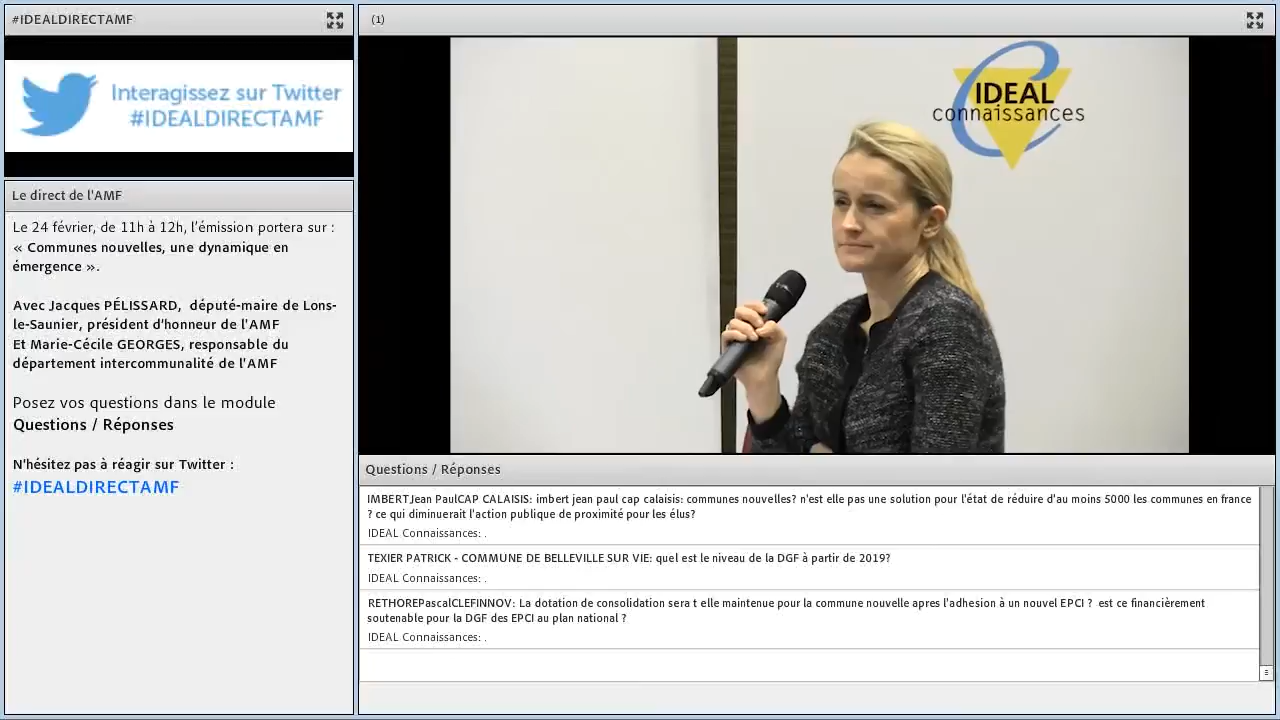 #IDEALDIRECTAMF
Interagissez sur Twitter
#IDEALDIRECTAMF
Le direct de l'AMF
Le 24 février, de 11h à 12h, l'émission portera sur :
« Communes nouvelles, une dynamique en
émergence ».
Avec Jacques PÉLISSARD, député-maire de Lons-
le-Saunier, président d'honneur de l'AMF
Et Marie-Cécile GEORGES, responsable du
département intercommunalité de l'AMF
Posez vos questions dans le module
Questions / Réponses
N'hésitez pas à réagir sur Twitter :
#IDEALDIRECTAMF
(1)
IDEAL
connaissances
Questions / Réponses
IMBERTJean PaulCAP CALAISIS: imbert jean paul cap calaisis: communes nouvelles? n'est elle pas une solution pour l'état de réduire d'au moins 5000 les communes en france
? ce qui diminuerait l'action publique de proximité pour les élus?
IDEAL Connaissances: .
TEXIER PATRICK - COMMUNE DE BELLEVILLE SUR VIE: quel est le niveau de la DGF à partir de 2019?
IDEAL Connaissances: .
RETHOREPascalCLEFINNOV: La dotation de consolidation sera t elle maintenue pour la commune nouvelle apres l'adhesion à un nouvel EPCI ? est ce financièrement
soutenable pour la DGF des EPCI au plan national ?
IDEAL Connaissances: .